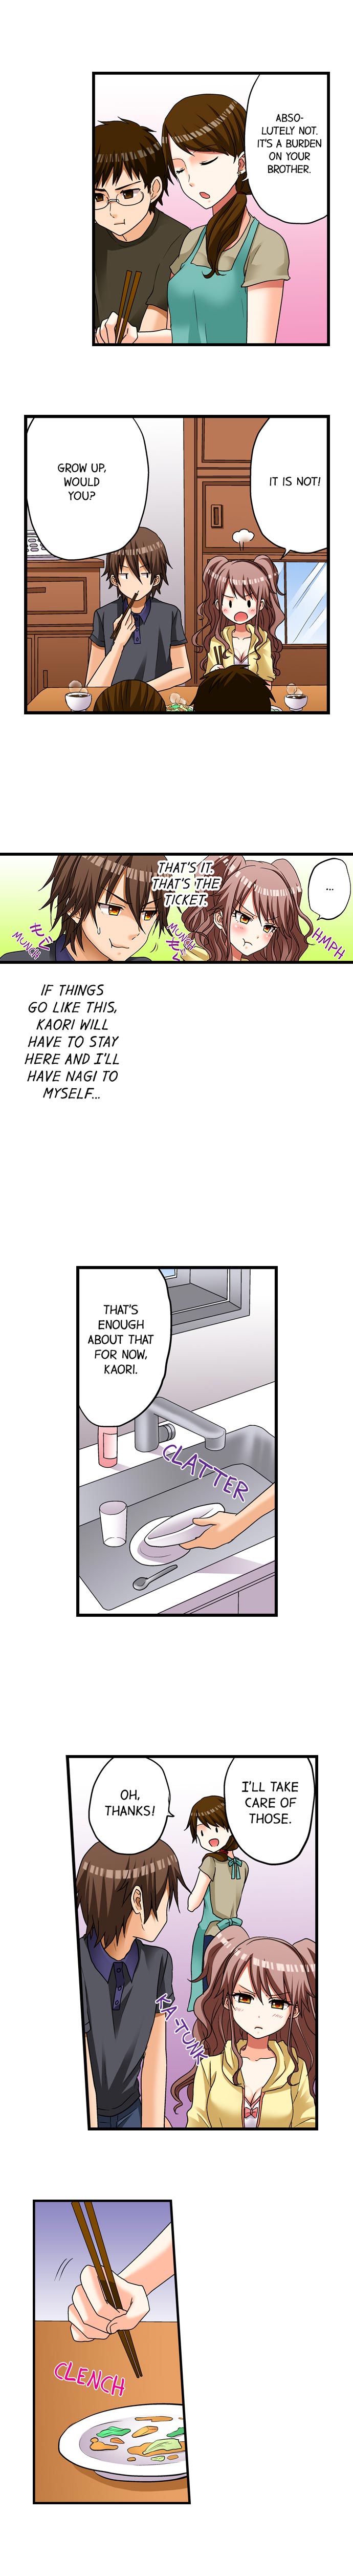 ABSO-
LUTELY NOT.
IT'S A BURDEN
ON YOUR
BROTHER.
IT IS NOT!
GROW UP,
WOULD
YOU?
...
THAT'S IT.
THAT'S THE
TICKET.
HMPH
MUNCH
MUNCH
IF THINGS
GO LIKE THIS,
KAORI WILL
HAVE TO STAY
HERE AND I'LL
HAVE NAGI TO
MYSELF...
THAT'S
ENOUGH
ABOUT THAT
FOR NOW,
KAORI.
CLATTER
I'LL TAKE
CARE OF
THOSE.
OH,
THANKS!
KA-TUNK
CLENCH